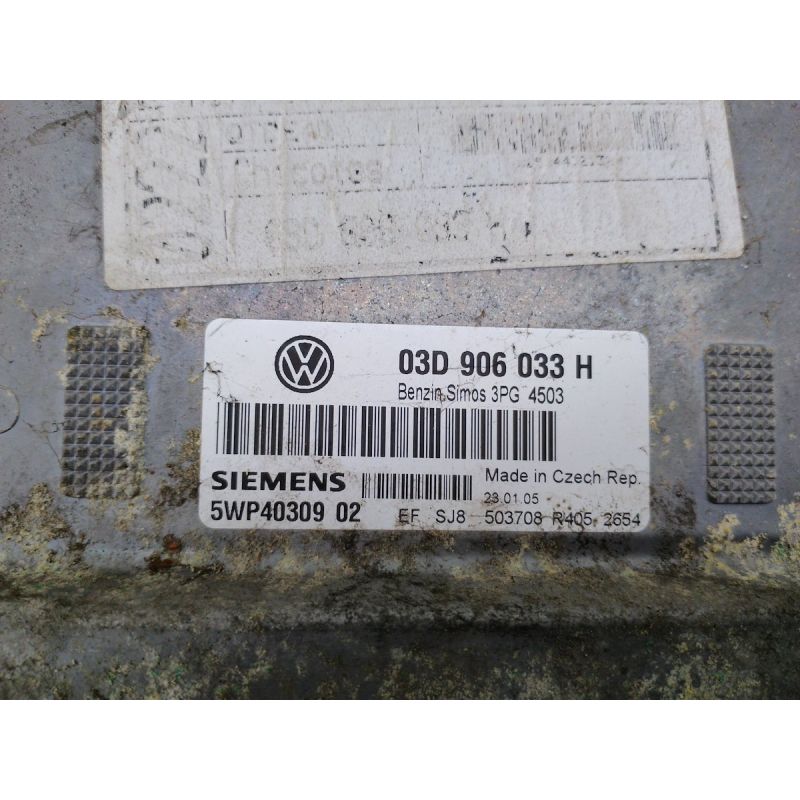 03D 906 033 H
Benzin Simos 3PG 4503
SIEMENS
Made in Czech Rep.
23.01.05
5WP40309 02
EF SJ8 503708 R405 2654